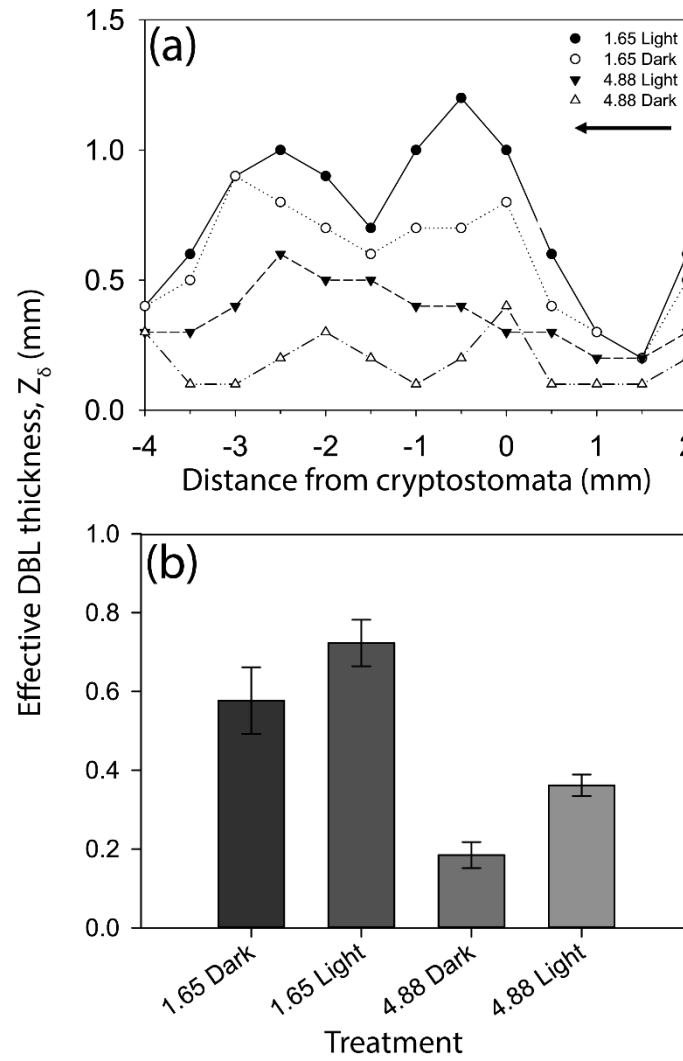 (a)
1.65 Light
1.65 Dark
4.88 Light
4.88 Dark
1.5
1.0
0.5
0.0
-4 -3 -2 -1 0 1 2
Distance from cryptostomata (mm)
Effective DBL thickness, Zδ (mm)
(b)
1.0
0.8
0.6
0.4
0.2
0.0
1.65 Dark
1.65 Light
4.88 Dark
4.88 Light
Treatment